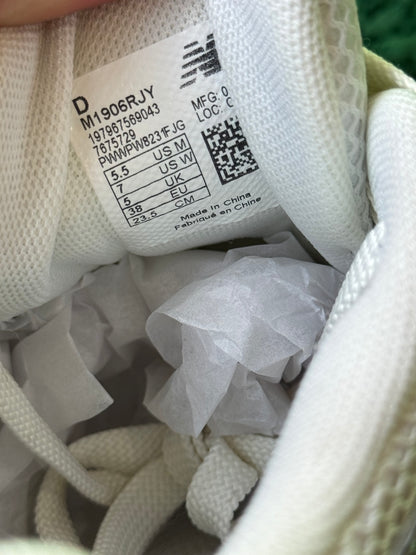 D
M1906RJY
197967569043
7675729
PWWPW8231FJG
MFG: 0
LOC: C
5.5 US M
7 US W
5 UK
38 EU
23.5 CM
Made in China
Fabriqué en Chine